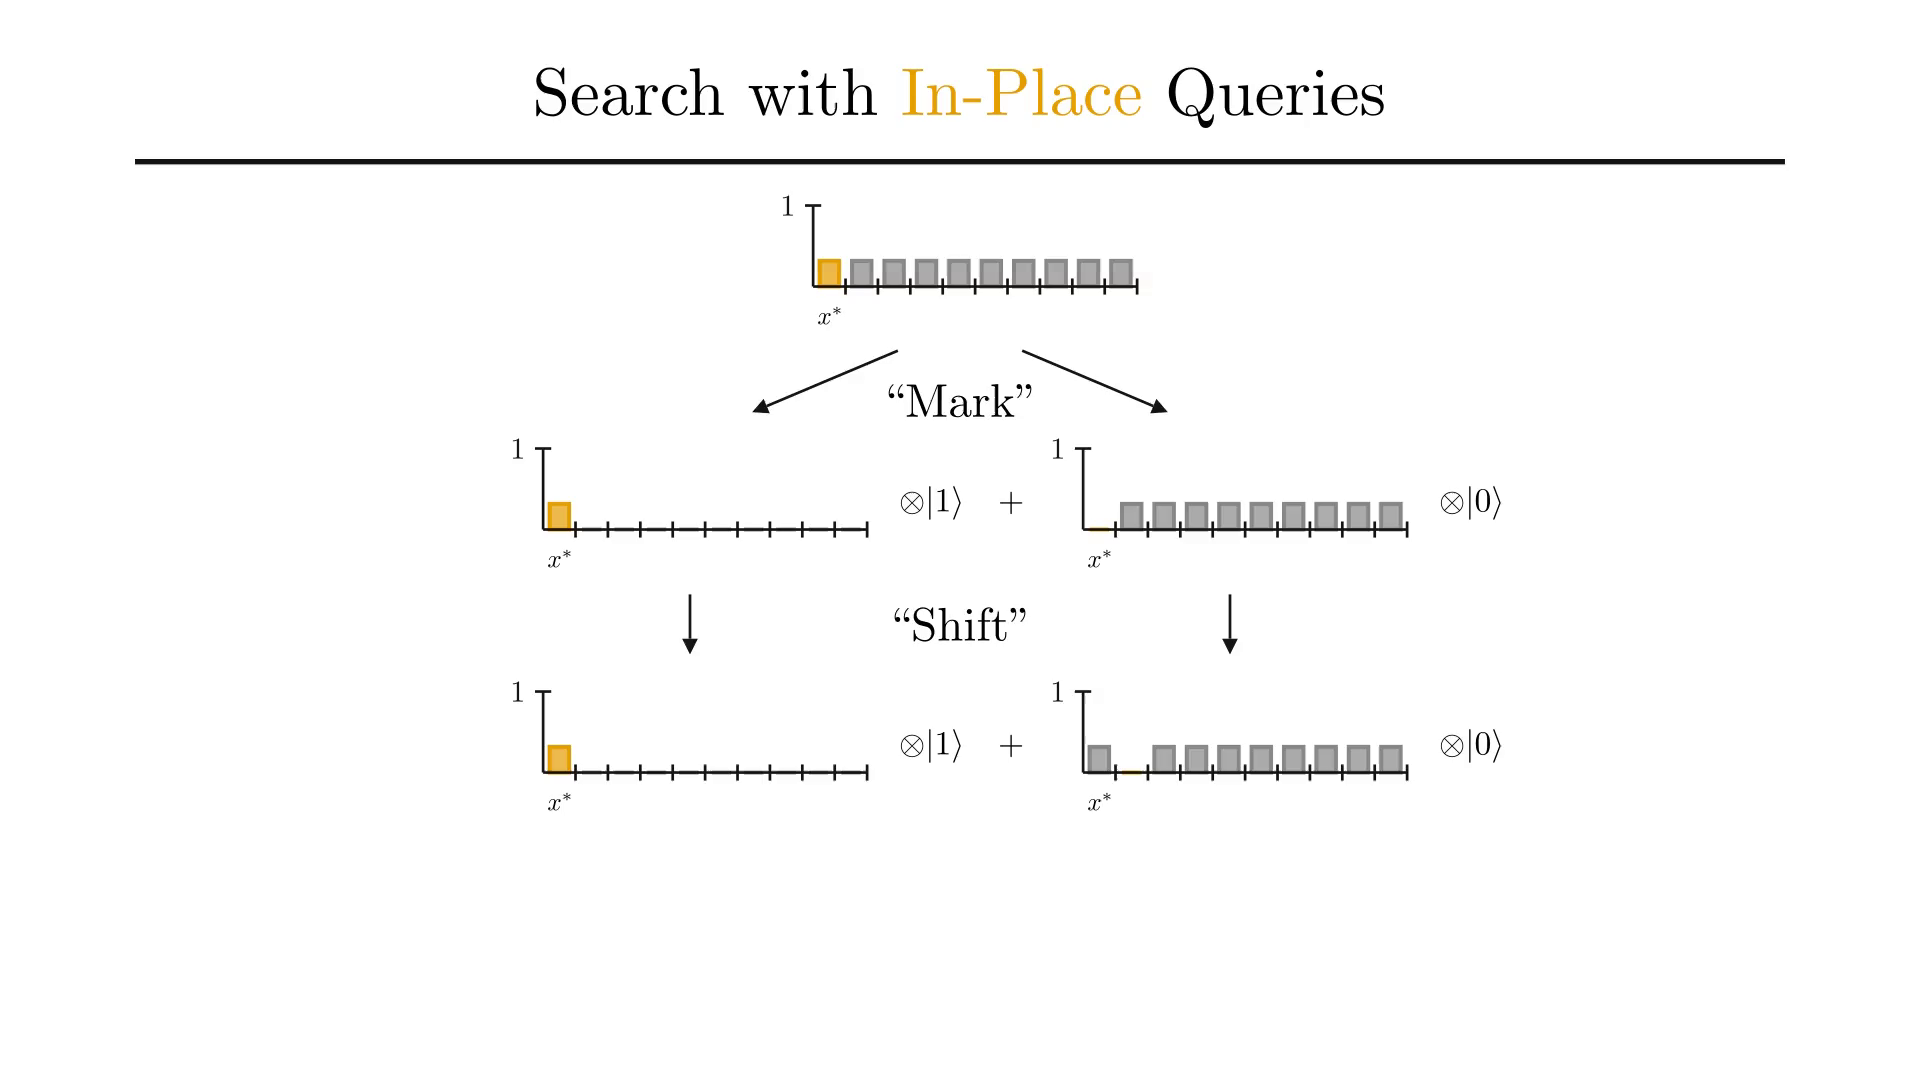 Search with In-Place Queries
1
x*
“Mark”
1
⊗|1⟩ +
1
⊗|0⟩
x*
x*
“Shift”
1
⊗|1⟩ +
1
⊗|0⟩
x*
x*